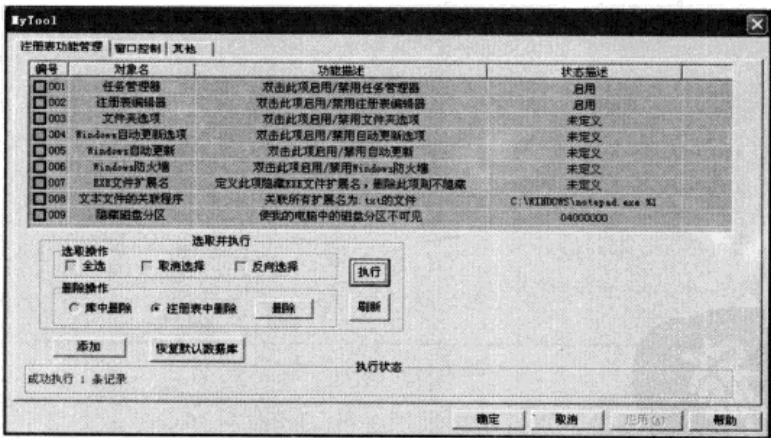 MyTool
注册表功能管理 窗口控制 其他
编号 对象名 功能描述 状态描述
001 任务管理器 双击此项启用/禁用任务管理器 启用
002 注册表编辑器 双击此项启用/禁用注册表编辑器 启用
003 文件夹选项 双击此项启用/禁用文件夹选项 未定义
004 Windows自动更新选项 双击此项启用/禁用自动更新选项 未定义
005 Windows自动更新 双击此项启用/禁用自动更新 未定义
006 Windows防火墙 双击此项启用/禁用Windows防火墙 未定义
007 EXE文件扩展名 定义此项隐藏EXE文件扩展名，删除此项则不隐藏 未定义
008 文本文件的关联程序 关联所有扩展名为.txt的文件 C:\WINDOWS\notepad.exe %1
009 隐藏磁盘分区 使我的电脑中的磁盘分区不可见 04000000
选取并执行
选取操作
全选 取消选择 反向选择 执行
删除操作
库中删除 注册表中删除 删除 刷新
添加 恢复默认数据库
执行状态
成功执行 : 条记录
确定 取消 应用(A) 帮助